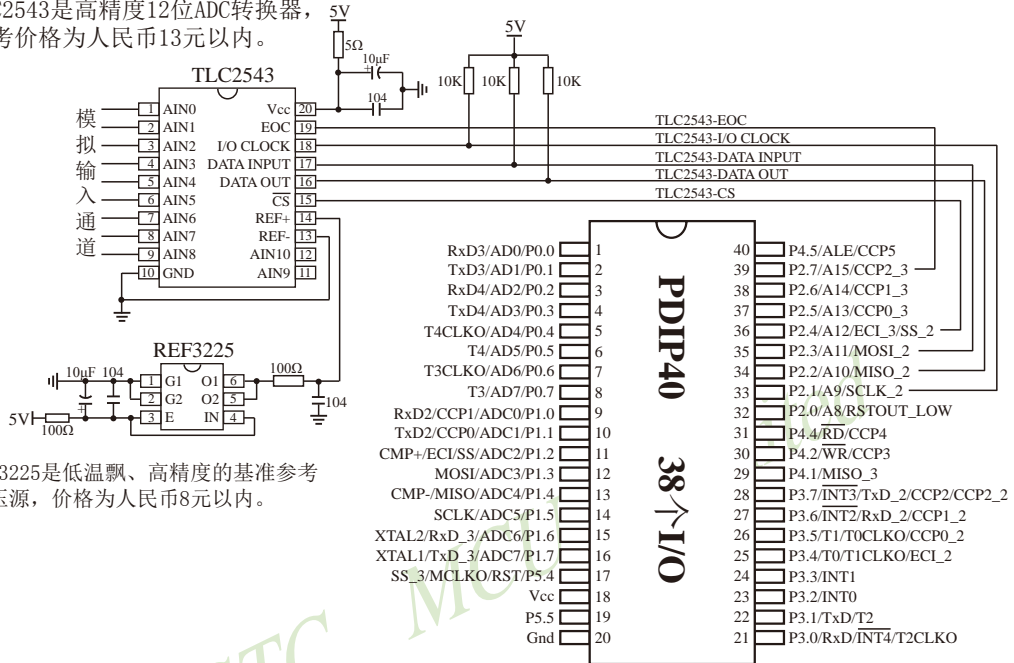 C2543是高精度12位ADC转换器，
考价格为人民币13元以内。
5V
5Ω
10μF
+
104
5V
10K
10K
10K
TLC2543
模拟输入通道
1 AIN0 Vcc 20
2 AIN1 EOC 19
3 AIN2 I/O CLOCK 18
4 AIN3 DATA INPUT 17
5 AIN4 DATA OUT 16
6 AIN5 CS 15
7 AIN6 REF+ 14
8 AIN7 REF- 13
9 AIN8 AIN10 12
10 GND AIN9 11
TLC2543-EOC
TLC2543-I/O CLOCK
TLC2543-DATA INPUT
TLC2543-DATA OUT
TLC2543-CS
REF3225
10μF 104
+
1 G1 O1 6
2 G2 O2 5
3 E IN 4
100Ω
104
5V
100Ω
3225是低温飘、高精度的基准参考
压源，价格为人民币8元以内。
PDIP40 38个I/O
RxD3/AD0/P0.0 1
TxD3/AD1/P0.1 2
RxD4/AD2/P0.2 3
TxD4/AD3/P0.3 4
T4CLKO/AD4/P0.4 5
T4/AD5/P0.5 6
T3CLKO/AD6/P0.6 7
T3/AD7/P0.7 8
RxD2/CCP1/ADC0/P1.0 9
TxD2/CCP0/ADC1/P1.1 10
CMP+/ECI/SS/ADC2/P1.2 11
MOSI/ADC3/P1.3 12
CMP-/MISO/ADC4/P1.4 13
SCLK/ADC5/P1.5 14
XTAL2/RxD_3/ADC6/P1.6 15
XTAL1/TxD_3/ADC7/P1.7 16
SS_3/MCLKO/RST/P5.4 17
Vcc 18
P5.5 19
Gnd 20
40 P4.5/ALE/CCP5
39 P2.7/A15/CCP2_3
38 P2.6/A14/CCP1_3
37 P2.5/A13/CCP0_3
36 P2.4/A12/ECI_3/SS_2
35 P2.3/A11/MOSI_2
34 P2.2/A10/MISO_2
33 P2.1/A9/SCLK_2
32 P2.0/A8/RSTOUT_LOW
31 P4.4/RD/CCP4
30 P4.2/WR/CCP3
29 P4.1/MISO_3
28 P3.7/INT3/TxD_2/CCP2/CCP2_2
27 P3.6/INT2/RxD_2/CCP1_2
26 P3.5/T1/T0CLKO/CCP0_2
25 P3.4/T0/T1CLKO/ECI_2
24 P3.3/INT1
23 P3.2/INT0
22 P3.1/TxD/T2
21 P3.0/RxD/INT4/T2CLKO
MCU